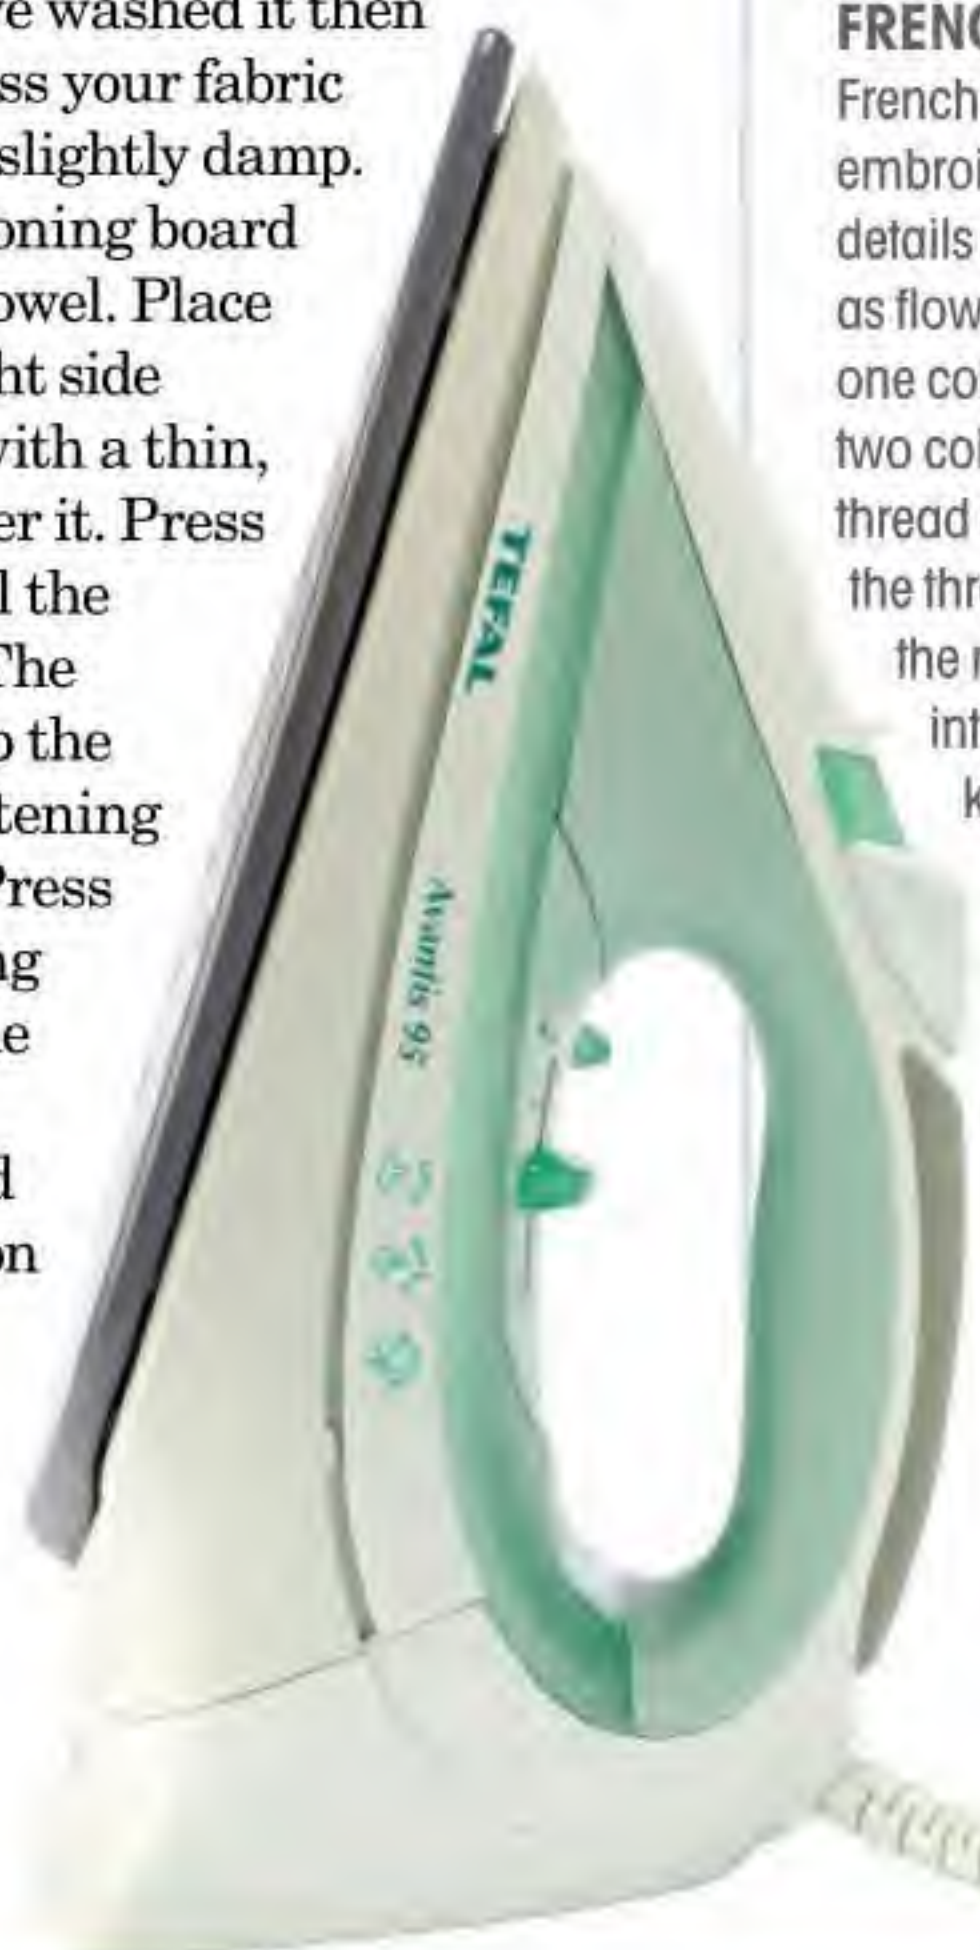 ve washed it then
ss your fabric
slightly damp.
oning board
owel. Place
ht side
with a thin,
er it. Press
l the
The
o the
tening
Press
ng
e
d
on
TEFAL
Avantis 95
FRENC
French
embroi
details
as flow
one co
two col
thread
the thre
the r
int
k